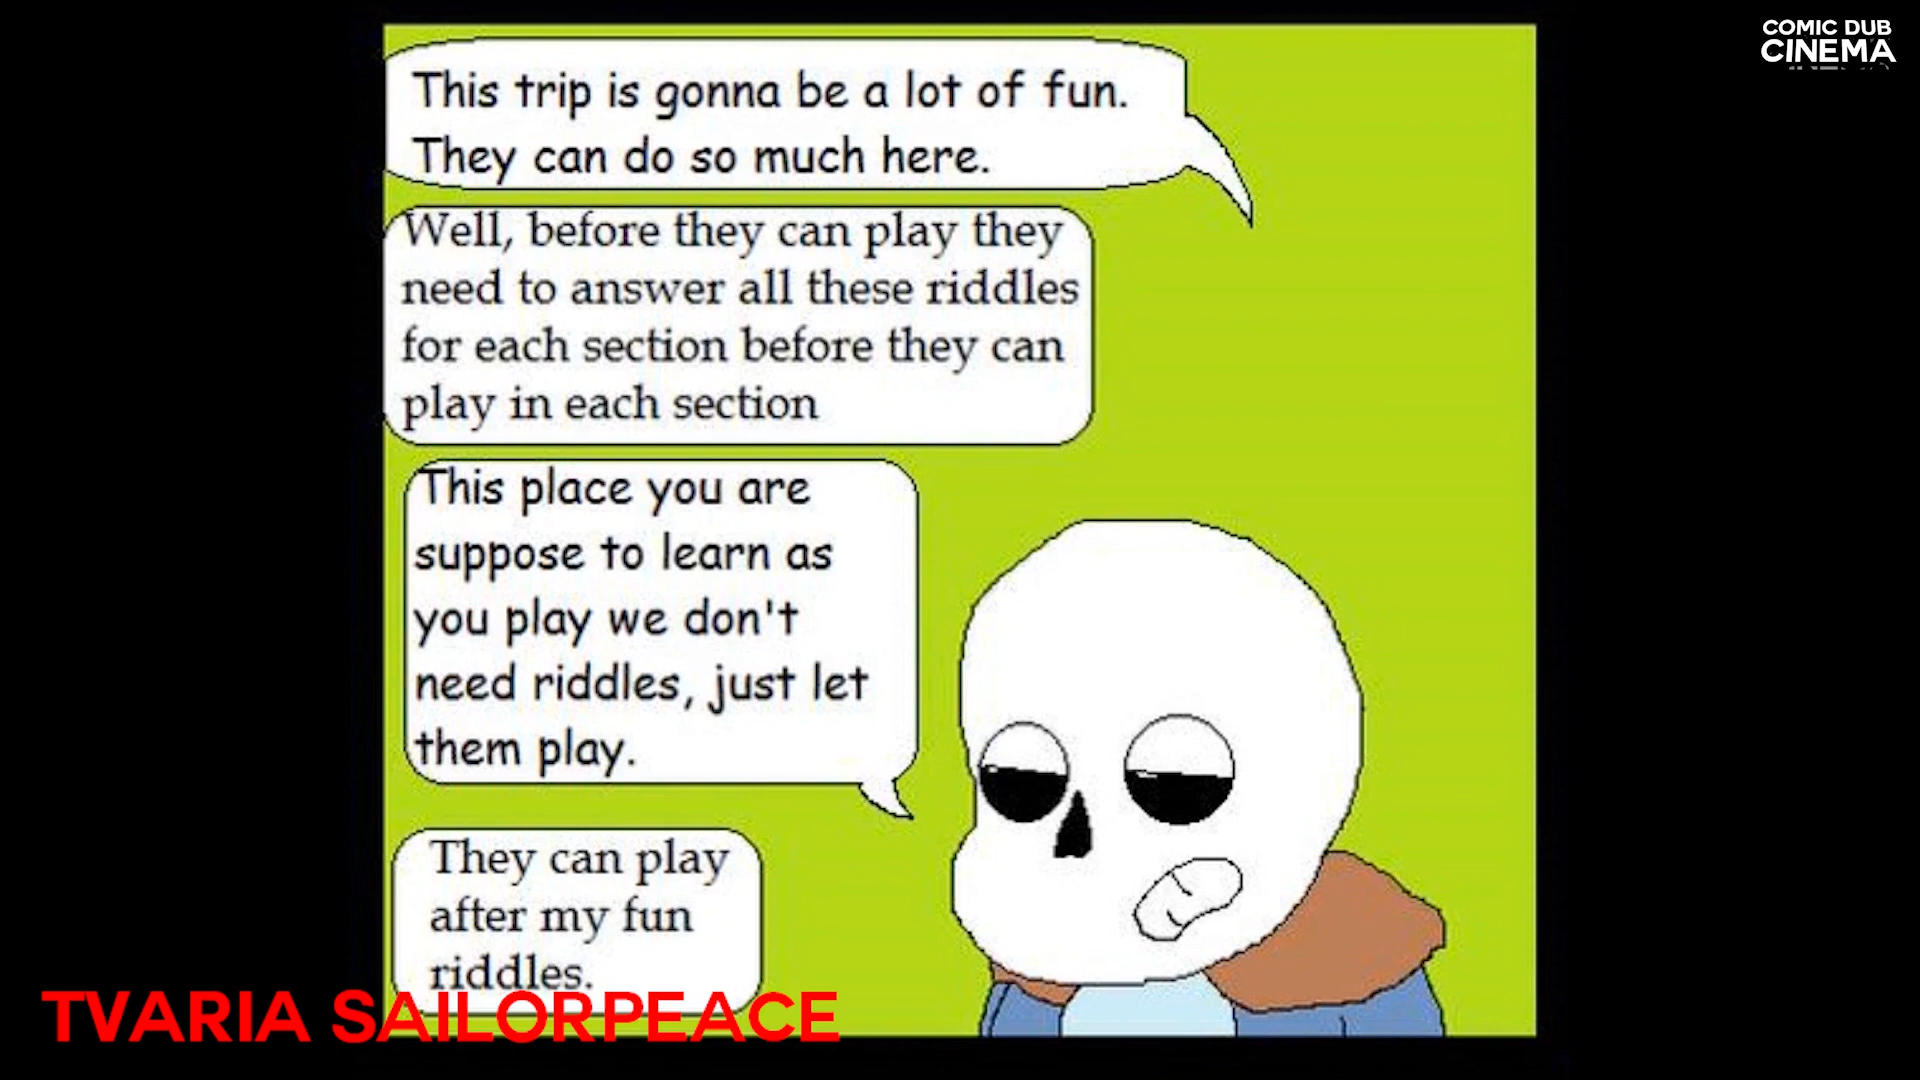 COMIC DUB
CINEMA
This trip is gonna be a lot of fun.
They can do so much here.
Well, before they can play they
need to answer all these riddles
for each section before they can
play in each section
This place you are
suppose to learn as
you play we don't
need riddles, just let
them play.
They can play
after my fun
riddles.
TVARIA SAILORPEACE